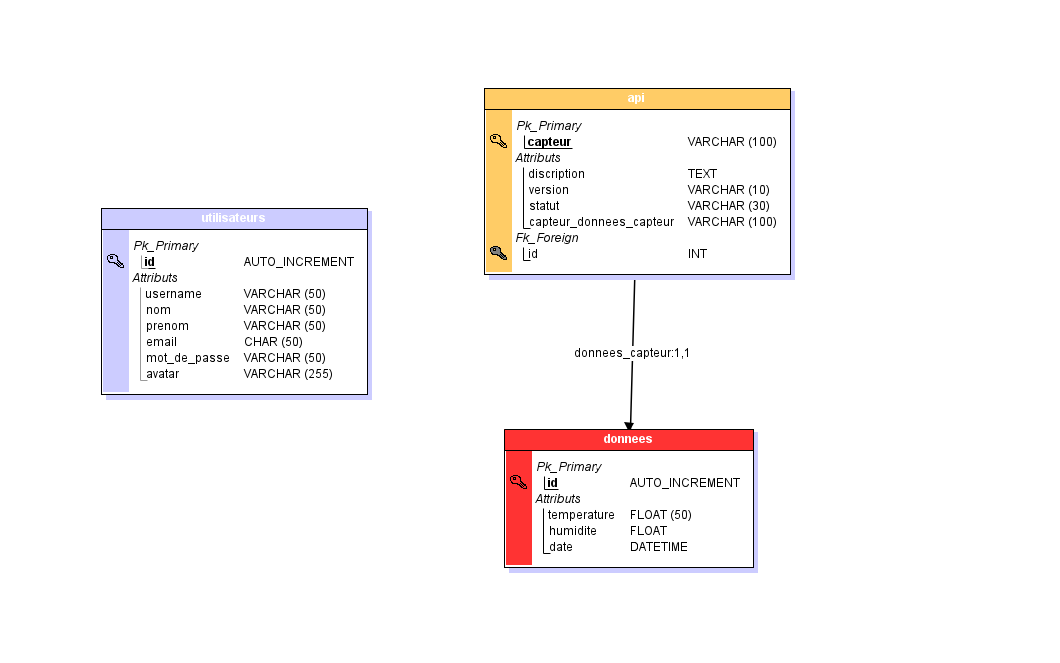 api
Pk_Primary
capteur VARCHAR (100)
Attributs
discription TEXT
version VARCHAR (10)
statut VARCHAR (30)
capteur_donnees_capteur VARCHAR (100)
Fk_Foreign
id INT
utilisateurs
Pk_Primary
id AUTO_INCREMENT
Attributs
username VARCHAR (50)
nom VARCHAR (50)
prenom VARCHAR (50)
email CHAR (50)
mot_de_passe VARCHAR (50)
avatar VARCHAR (255)
donnees_capteur:1,1
donnees
Pk_Primary
id AUTO_INCREMENT
Attributs
temperature FLOAT (50)
humidite FLOAT
date DATETIME